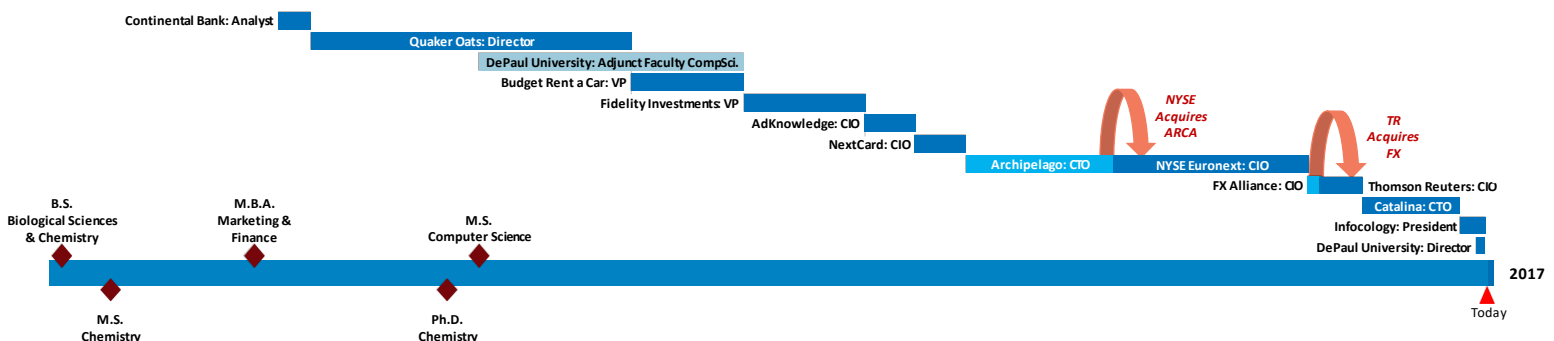 Continental Bank: Analyst
Quaker Oats: Director
DePaul University: Adjunct Faculty CompSci.
Budget Rent a Car: VP
Fidelity Investments: VP
AdKnowledge: CIO
NextCard: CIO
NYSE
Acquires
ARCA
TR
Acquires
FX
Archipelago: CTO
NYSE Euronext: CIO
FX Alliance: CIO
Thomson Reuters: CIO
Catalina: CTO
Infocology: President
DePaul University: Director
B.S.
Biological Sciences
& Chemistry
M.B.A.
Marketing &
Finance
M.S.
Computer Science
2017
Today
M.S.
Chemistry
Ph.D.
Chemistry